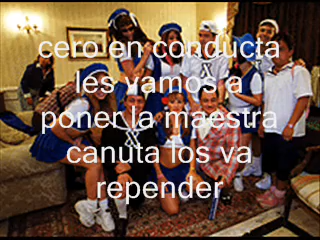 cero en conducta
les vamos a
poner la maestra
canuta los va
repender